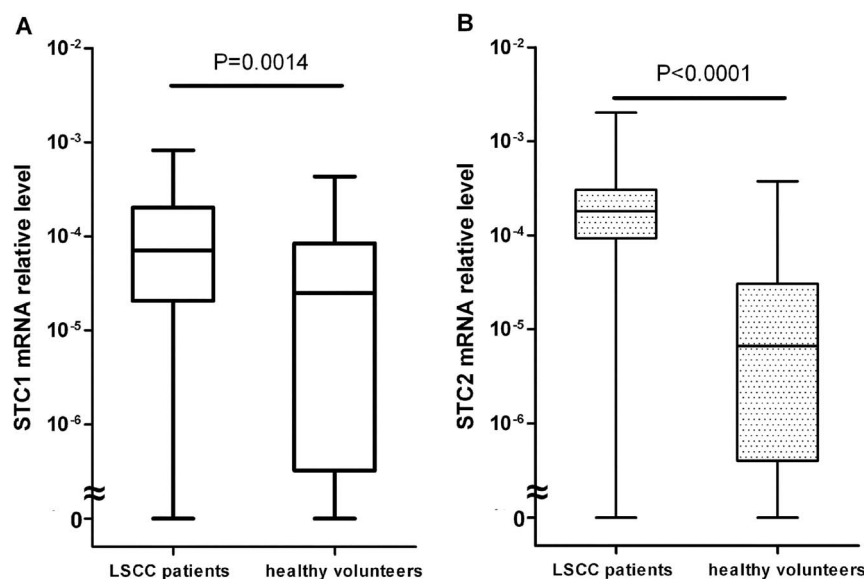 A
P=0.0014
STC1 mRNA relative level
10⁻²
10⁻³
10⁻⁴
10⁻⁵
10⁻⁶
≈
0
LSCC patients healthy volunteers
B
P<0.0001
STC2 mRNA relative level
10⁻²
10⁻³
10⁻⁴
10⁻⁵
10⁻⁶
≈
0
LSCC patients healthy volunteers